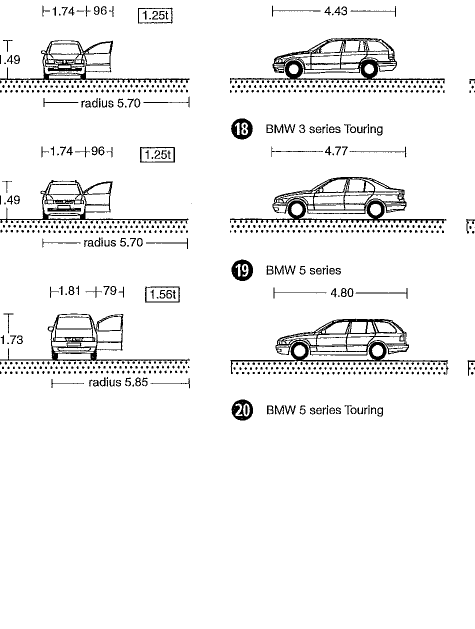 1.74 96 1.25t
1.49
radius 5.70
4.43
18 BMW 3 series Touring
1.74 96 1.25t
1.49
radius 5.70
4.77
19 BMW 5 series
1.81 79 1.56t
1.73
radius 5.85
4.80
20 BMW 5 series Touring